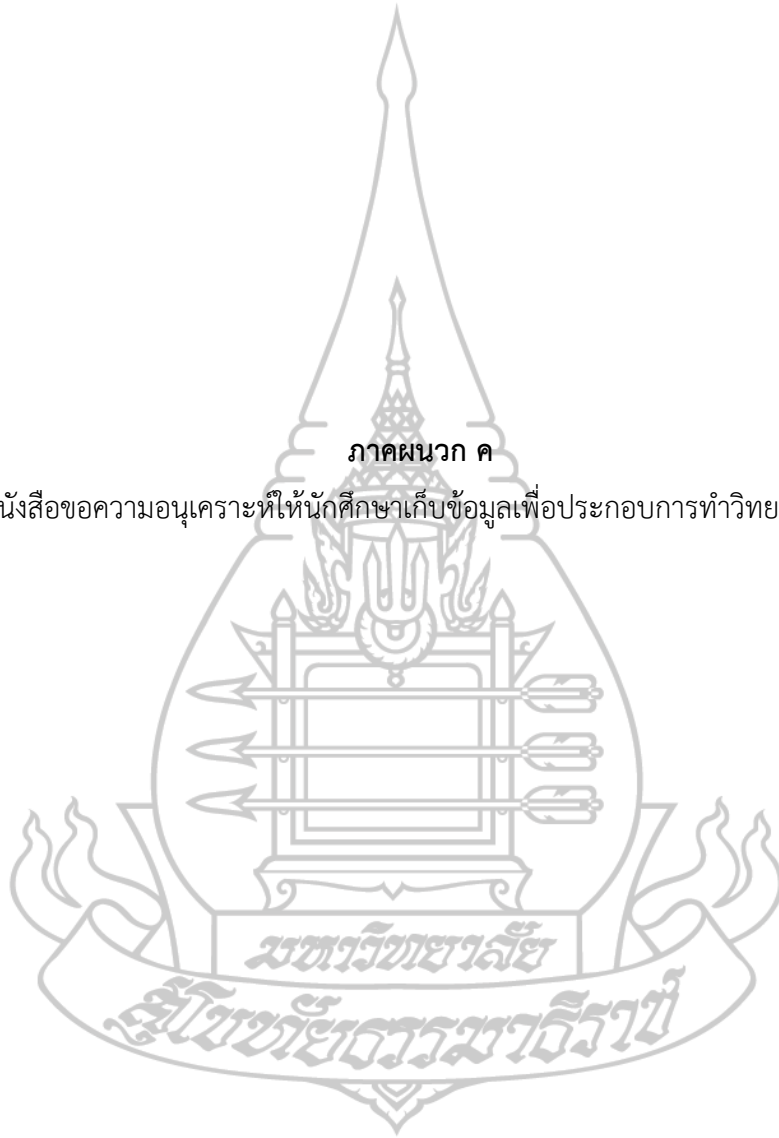 ภาคผนวก ค
นังสือขอความอนุเคราะห์ให้นักศึกษาเก็บข้อมูลเพื่อประกอบการทำวิทย
มหาวิทยาลัย
สุโขทัยธรรมาธิราช